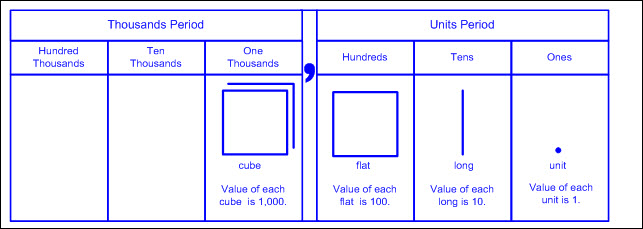 Thousands Period
Units Period
Hundred
Thousands
Ten
Thousands
One
Thousands
,
Hundreds
Tens
Ones
cube
flat
long
unit
Value of each
cube is 1,000.
Value of each
flat is 100.
Value of each
long is 10.
Value of each
unit is 1.